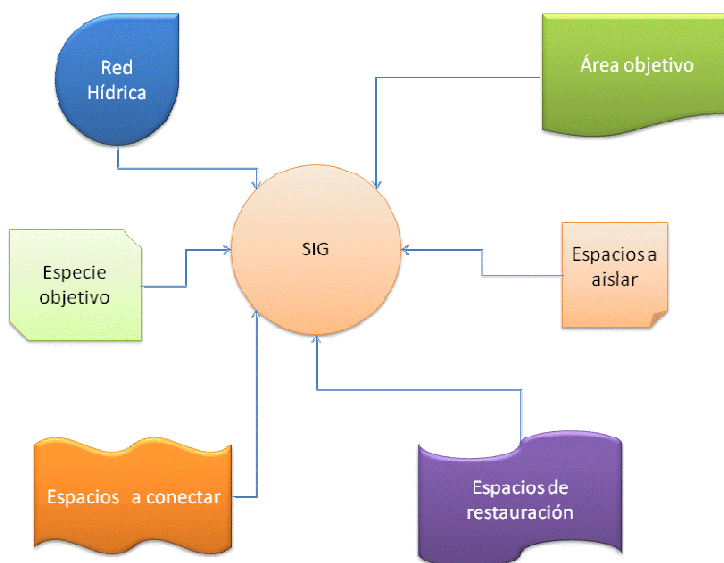 Red
Hídrica
Área objetivo
SIG
Especie
objetivo
Espacios a
aislar
Espacios a conectar
Espacios de
restauración